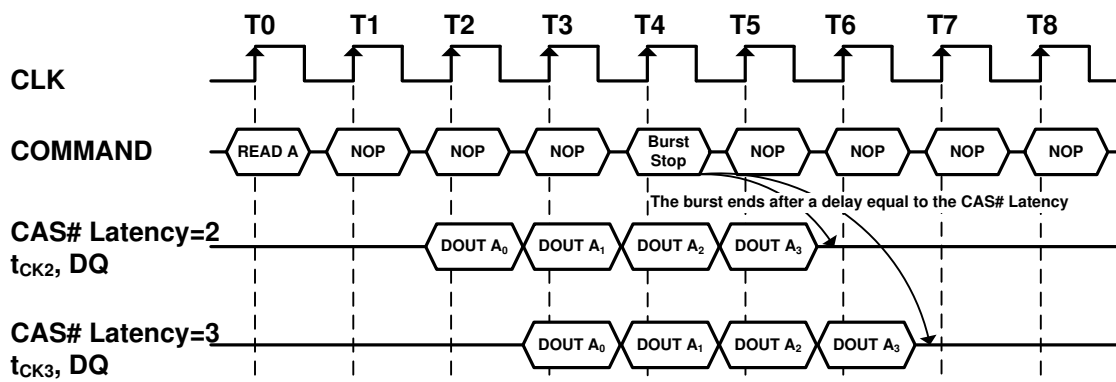 T0 T1 T2 T3 T4 T5 T6 T7 T8
CLK
COMMAND READ A NOP NOP NOP Burst Stop NOP NOP NOP NOP
The burst ends after a delay equal to the CAS# Latency
CAS# Latency=2
tCK2, DQ DOUT A0 DOUT A1 DOUT A2 DOUT A3
CAS# Latency=3
tCK3, DQ DOUT A0 DOUT A1 DOUT A2 DOUT A3